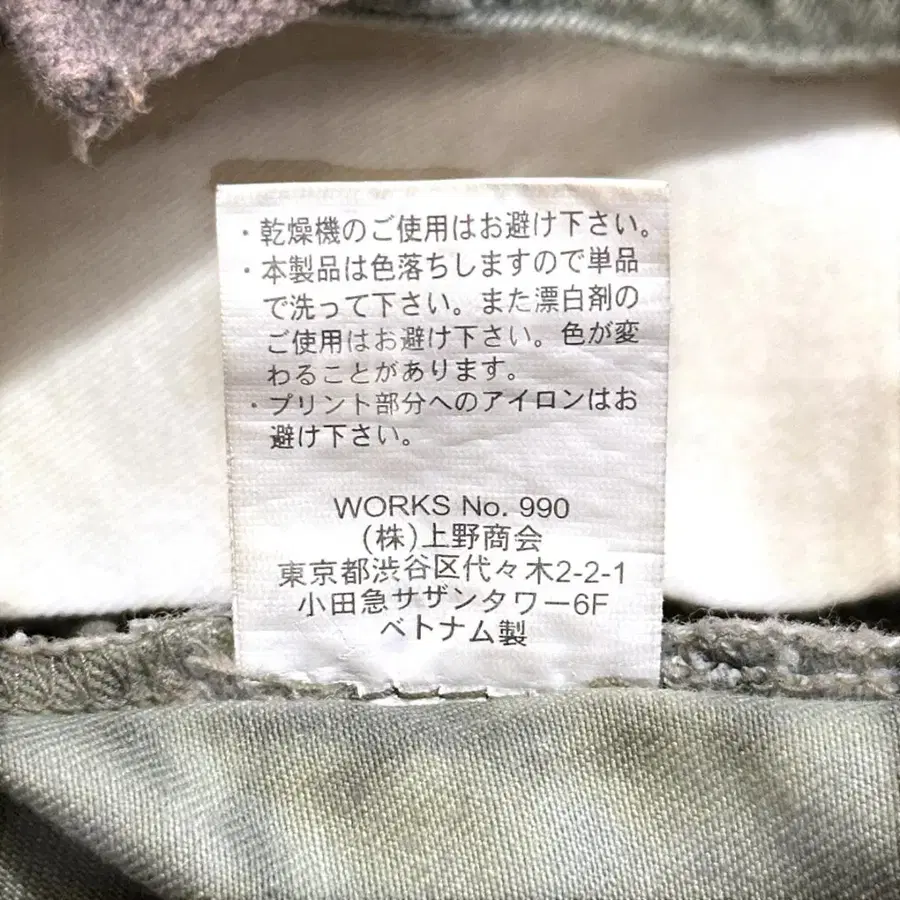 ・乾燥機のご使用はお避け下さい。
・本製品は色落ちしますので単品
で洗って下さい。また漂白剤の
ご使用はお避け下さい。色が変
わることがあります。
・プリント部分へのアイロンはお
避け下さい。
WORKS No. 990
(株)上野商会
東京都渋谷区代々木2-2-1
小田急サザンタワー6F
ベトナム製